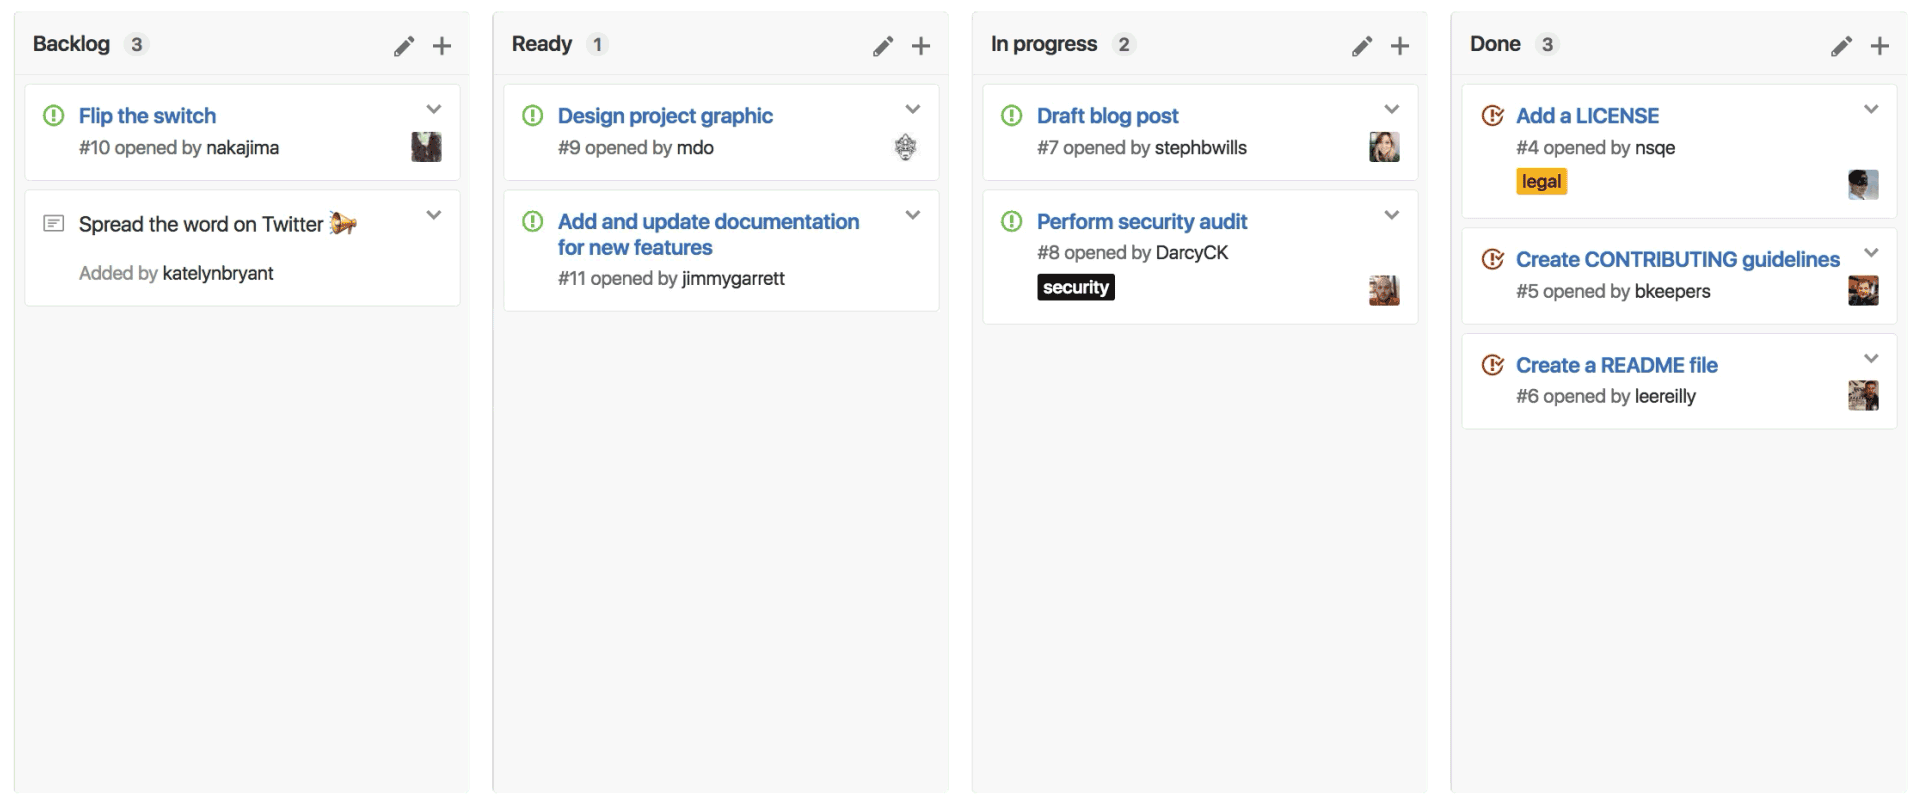 Backlog 3
Flip the switch
#10 opened by nakajima
Spread the word on Twitter
Added by katelynbryant
Ready 1
Design project graphic
#9 opened by mdo
Add and update documentation
for new features
#11 opened by jimmygarrett
In progress 2
Draft blog post
#7 opened by stephbwills
Perform security audit
#8 opened by DarcyCK
security
Done 3
Add a LICENSE
#4 opened by nsqe
legal
Create CONTRIBUTING guidelines
#5 opened by bkeepers
Create a README file
#6 opened by leereilly